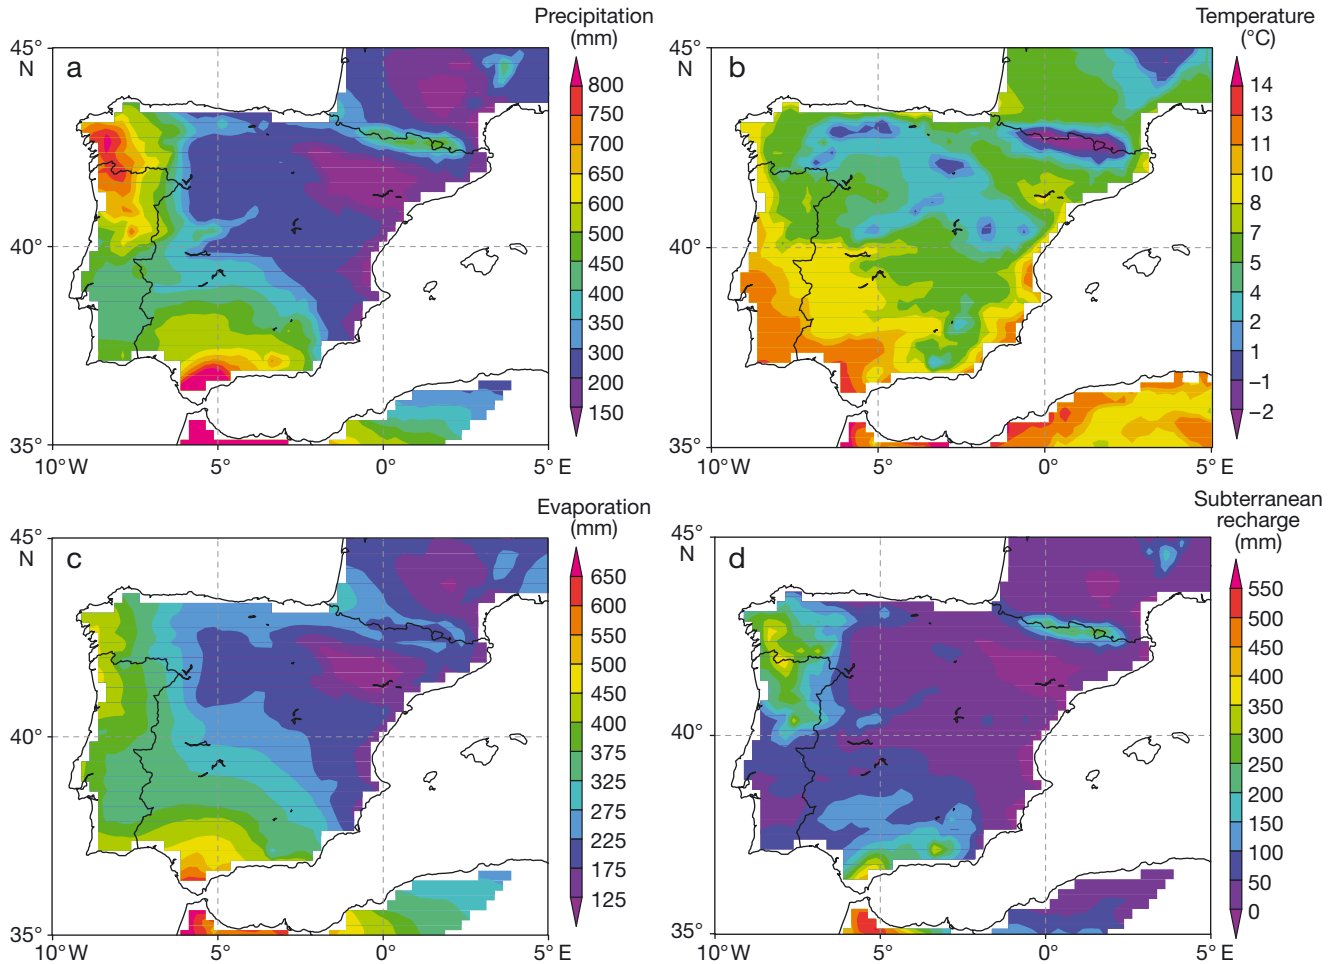 Precipitation
(mm)
45°
N
a
800
750
700
650
600
500
450
400
350
300
200
150
40°
35°
10°W
5°
0°
5° E
Temperature
(°C)
45°
N
b
14
13
11
10
8
7
5
4
2
1
–1
–2
40°
35°
10°W
5°
0°
5° E
Evaporation
(mm)
45°
N
c
650
600
550
500
450
400
375
325
275
225
175
125
40°
35°
10°W
5°
0°
5° E
Subterranean
recharge
(mm)
45°
N
d
550
500
450
400
350
300
250
200
150
100
50
0
40°
35°
10°W
5°
0°
5° E